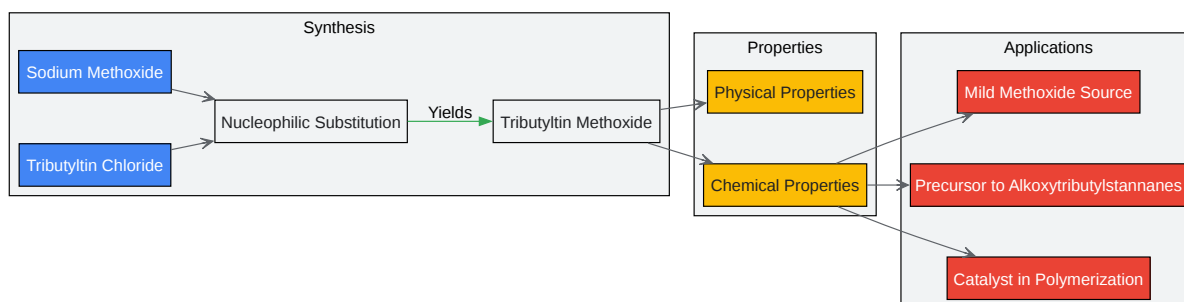 Synthesis
Sodium Methoxide
Tributyltin Chloride
Nucleophilic Substitution
Yields
Tributyltin Methoxide
Properties
Physical Properties
Chemical Properties
Applications
Mild Methoxide Source
Precursor to Alkoxytributylstannanes
Catalyst in Polymerization